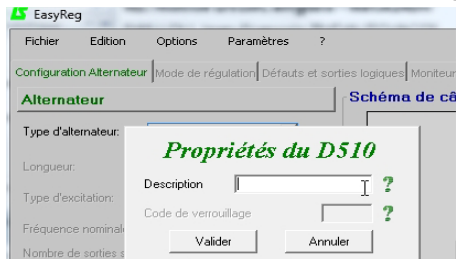 EasyReg
Fichier Edition Options Paramètres ?
Configuration Alternateur Mode de régulation Défauts et sorties logiques Moniteur
Alternateur
Schéma de câ
Type d'alternateur:
Propriétés du D510
Longueur:
Description ?
Type d'excitation:
Code de verrouillage ?
Fréquence nominale
Valider Annuler
Nombre de sorties s